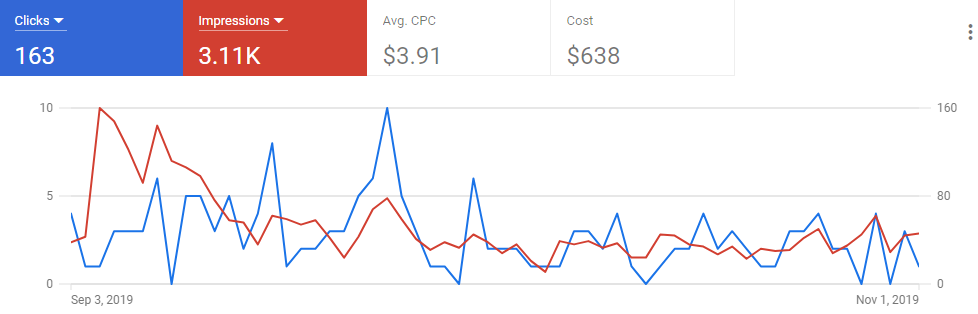 Clicks Impressions Avg. CPC Cost
163 3.11K $3.91 $638
10 160
5 80
0 0
Sep 3, 2019 Nov 1, 2019